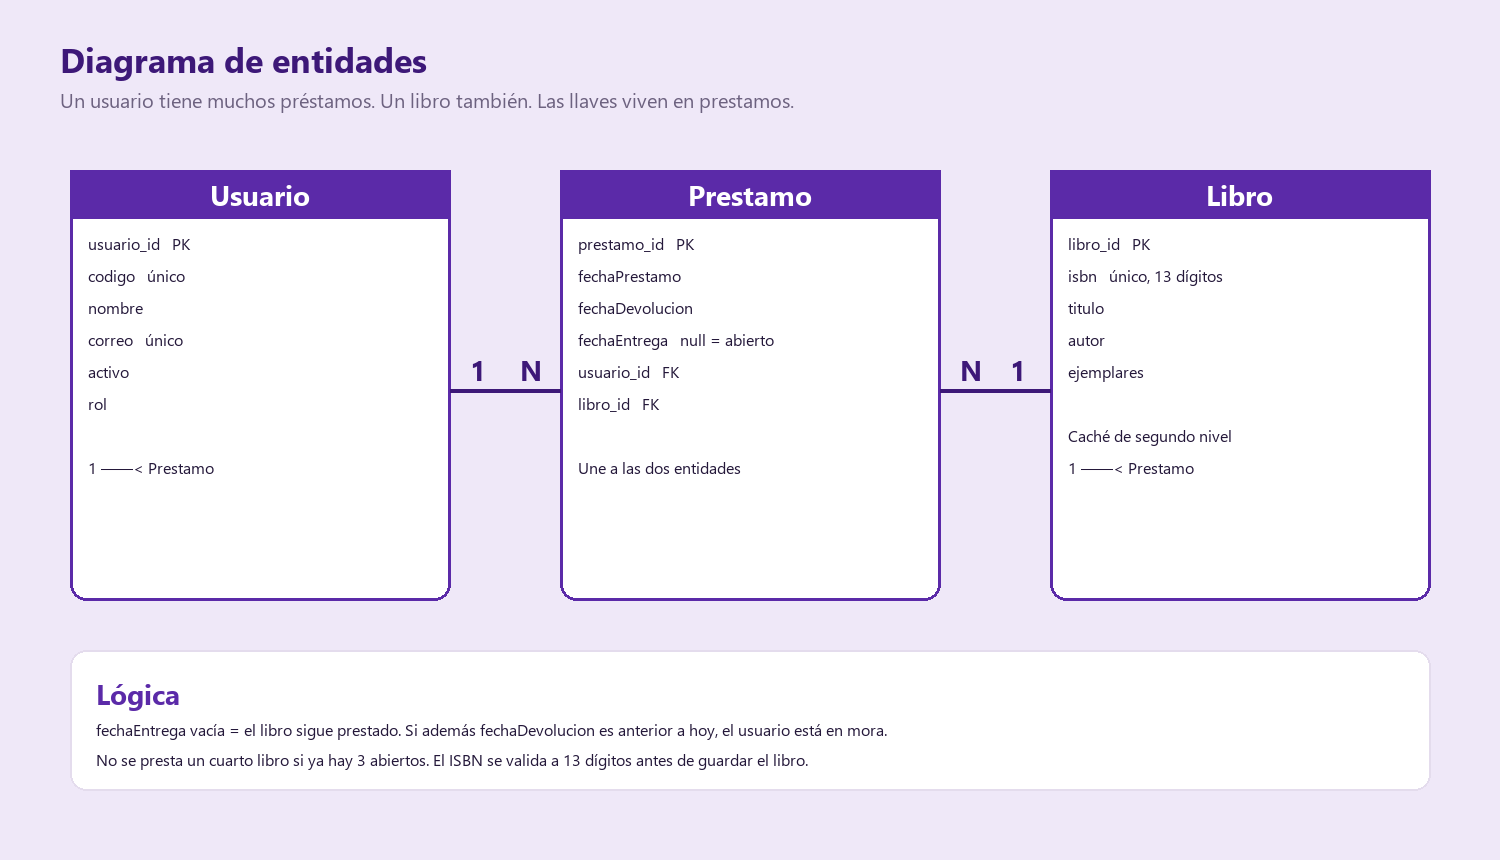 Diagrama de entidades
Un usuario tiene muchos préstamos. Un libro también. Las llaves viven en prestamos.
Usuario
usuario_id PK
codigo único
nombre
correo único
activo
rol
1 ——< Prestamo
1 N
Prestamo
prestamo_id PK
fechaPrestamo
fechaDevolucion
fechaEntrega null = abierto
usuario_id FK
libro_id FK
Une a las dos entidades
N 1
Libro
libro_id PK
isbn único, 13 dígitos
titulo
autor
ejemplares
Caché de segundo nivel
1 ——< Prestamo
Lógica
fechaEntrega vacía = el libro sigue prestado. Si además fechaDevolucion es anterior a hoy, el usuario está en mora.
No se presta un cuarto libro si ya hay 3 abiertos. El ISBN se valida a 13 dígitos antes de guardar el libro.